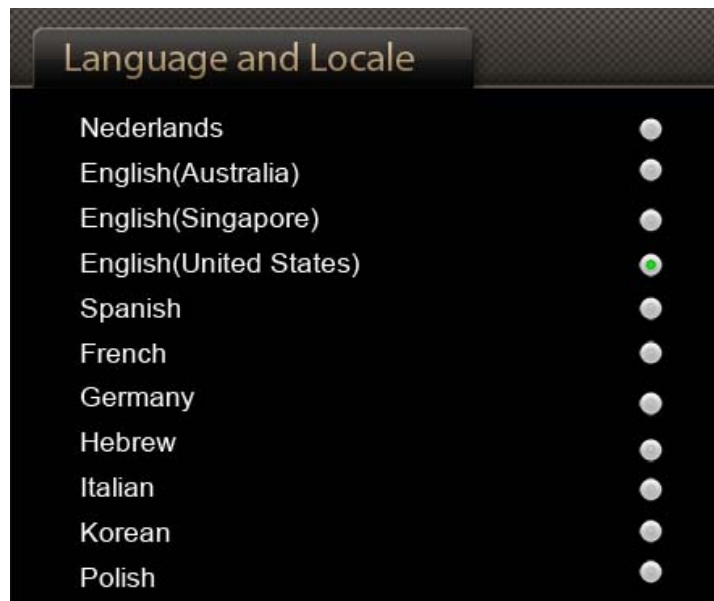 Language and Locale
Nederlands
English(Australia)
English(Singapore)
English(United States)
Spanish
French
Germany
Hebrew
Italian
Korean
Polish